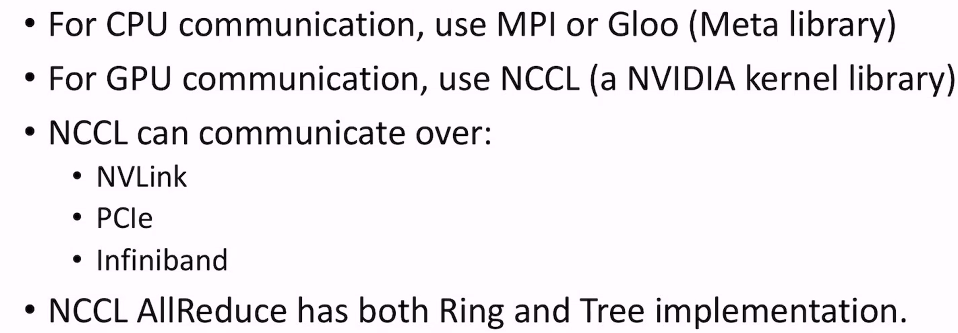 • For CPU communication, use MPI or Gloo (Meta library)
• For GPU communication, use NCCL (a NVIDIA kernel library)
• NCCL can communicate over:
• NVLink
• PCIe
• Infiniband
• NCCL AllReduce has both Ring and Tree implementation.